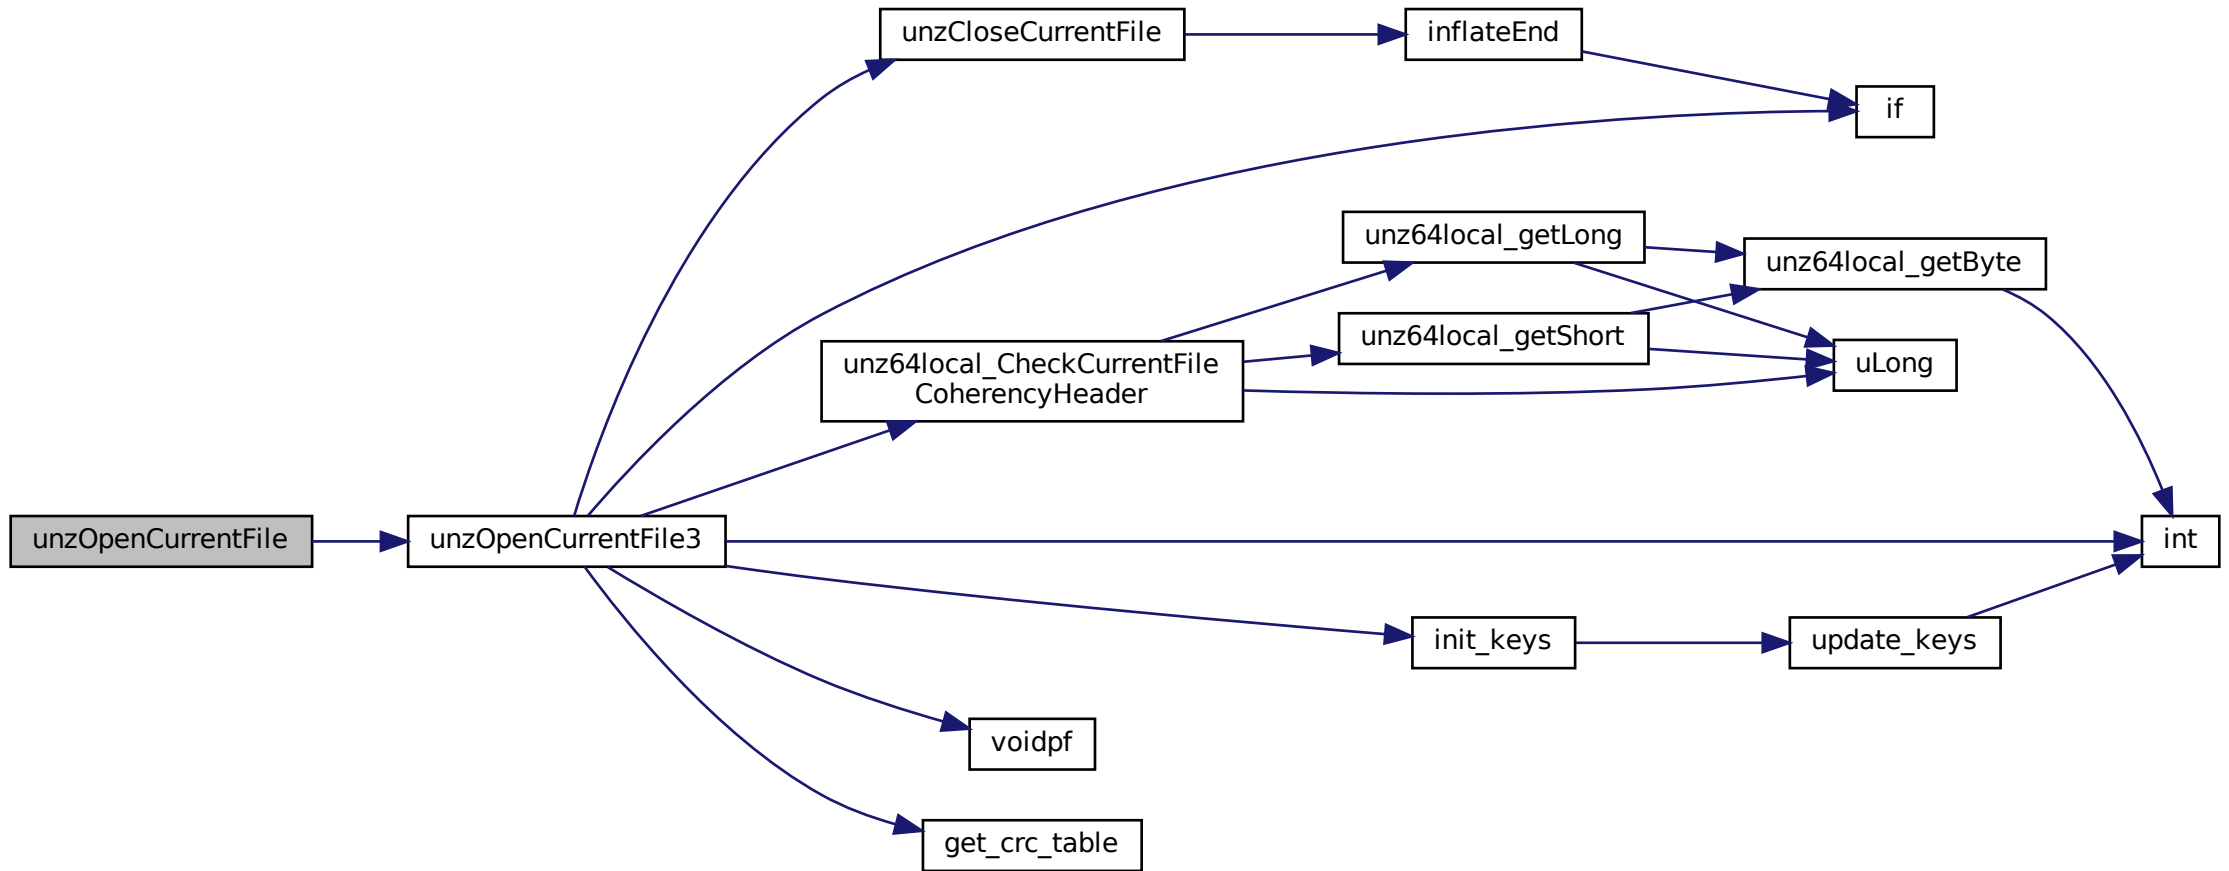 unzCloseCurrentFile
inflateEnd
if
unz64local_getLong
unz64local_getByte
unz64local_getShort
unz64local_CheckCurrentFile
CoherencyHeader
uLong
unzOpenCurrentFile
unzOpenCurrentFile3
int
init_keys
update_keys
voidpf
get_crc_table